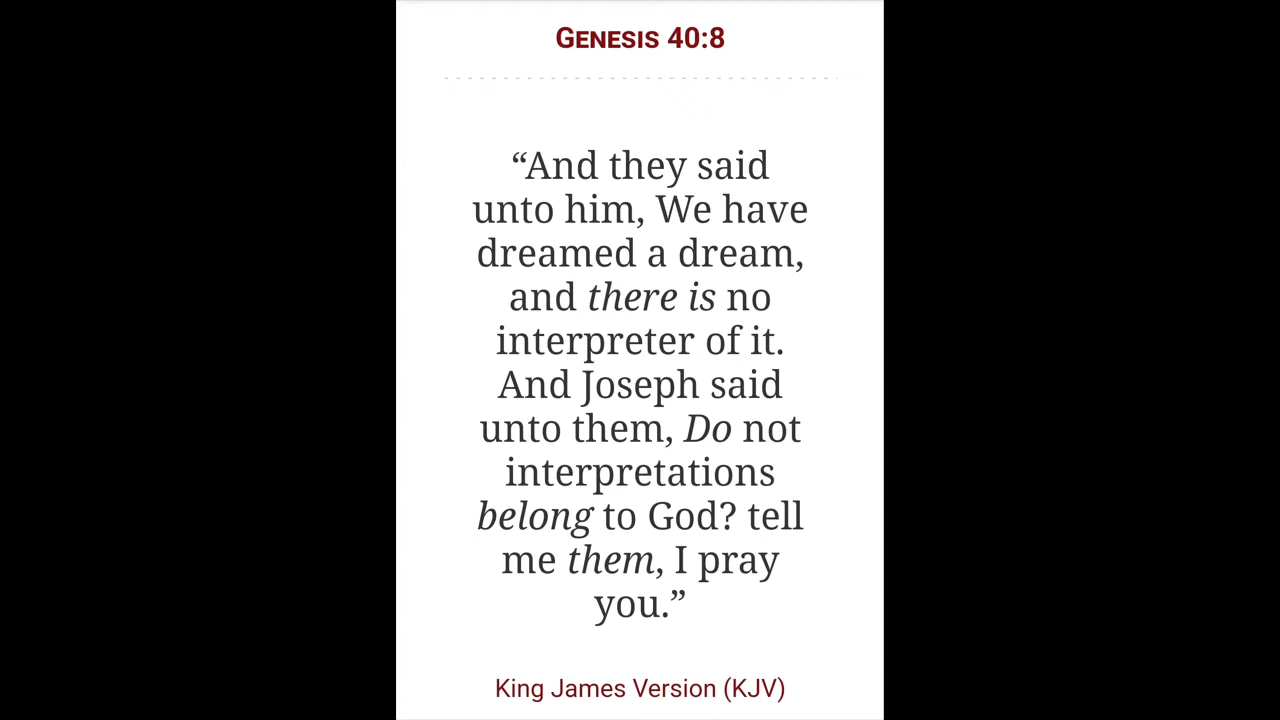 GENESIS 40:8
“And they said
unto him, We have
dreamed a dream,
and there is no
interpreter of it.
And Joseph said
unto them, Do not
interpretations
belong to God? tell
me them, I pray
you.”
King James Version (KJV)